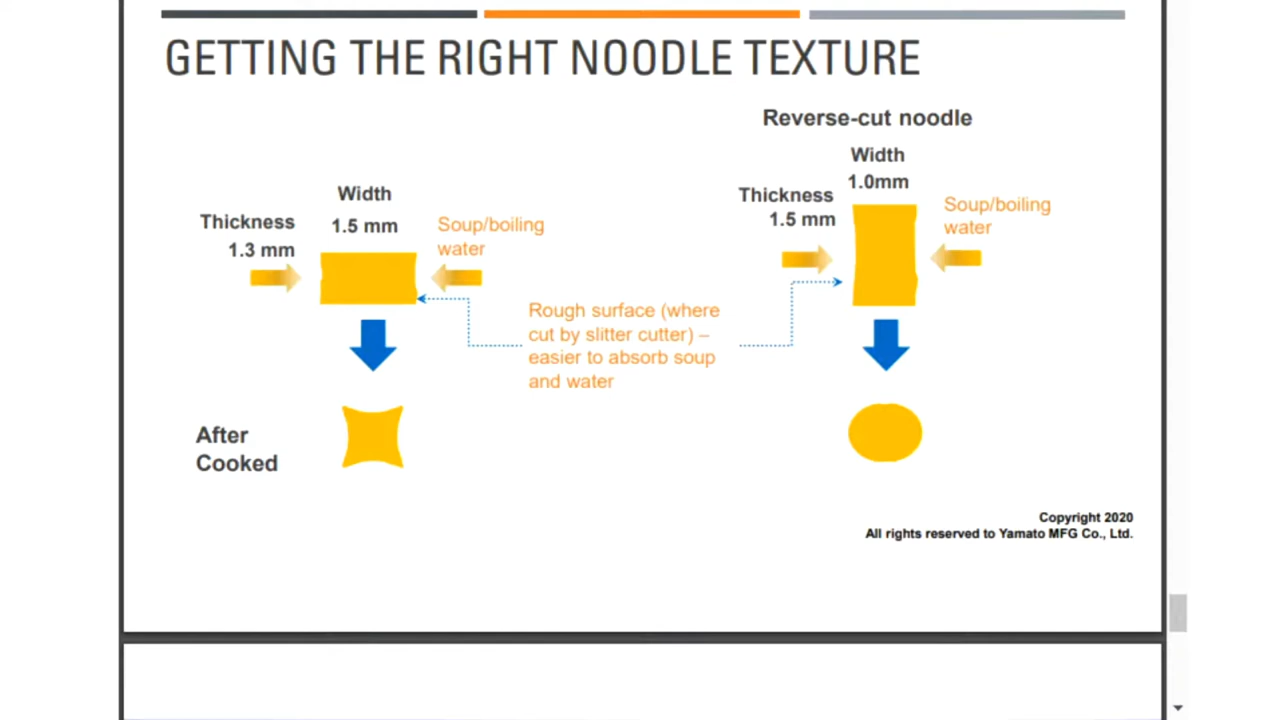 GETTING THE RIGHT NOODLE TEXTURE
Width
Thickness
1.5 mm
1.3 mm
Soup/boiling
water
Reverse-cut noodle
Width
1.0mm
Thickness
1.5 mm
Soup/boiling
water
Rough surface (where
cut by slitter cutter) –
easier to absorb soup
and water
After
Cooked
Copyright 2020
All rights reserved to Yamato MFG Co., Ltd.